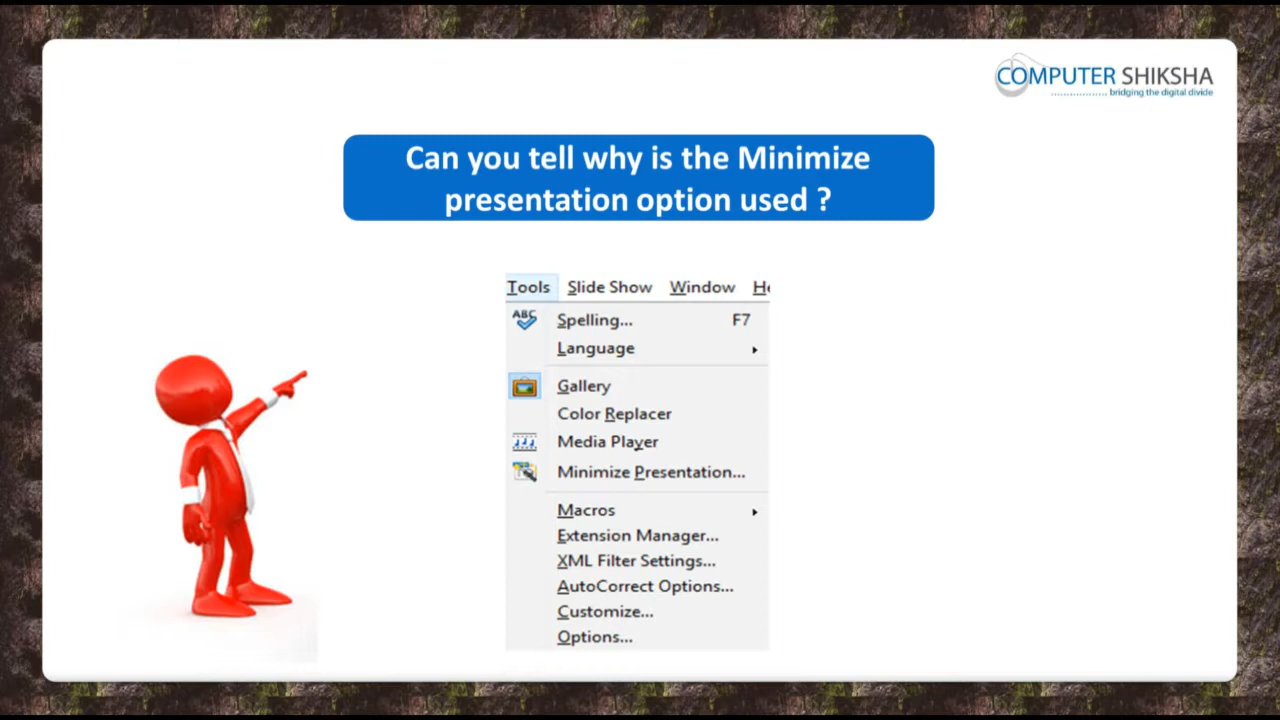 COMPUTER SHIKSHA
bridging the digital divide
Can you tell why is the Minimize
presentation option used ?
Tools Slide Show Window He
ABC Spelling... F7
Language
Gallery
Color Replacer
Media Player
Minimize Presentation...
Macros
Extension Manager...
XML Filter Settings...
AutoCorrect Options...
Customize...
Options...